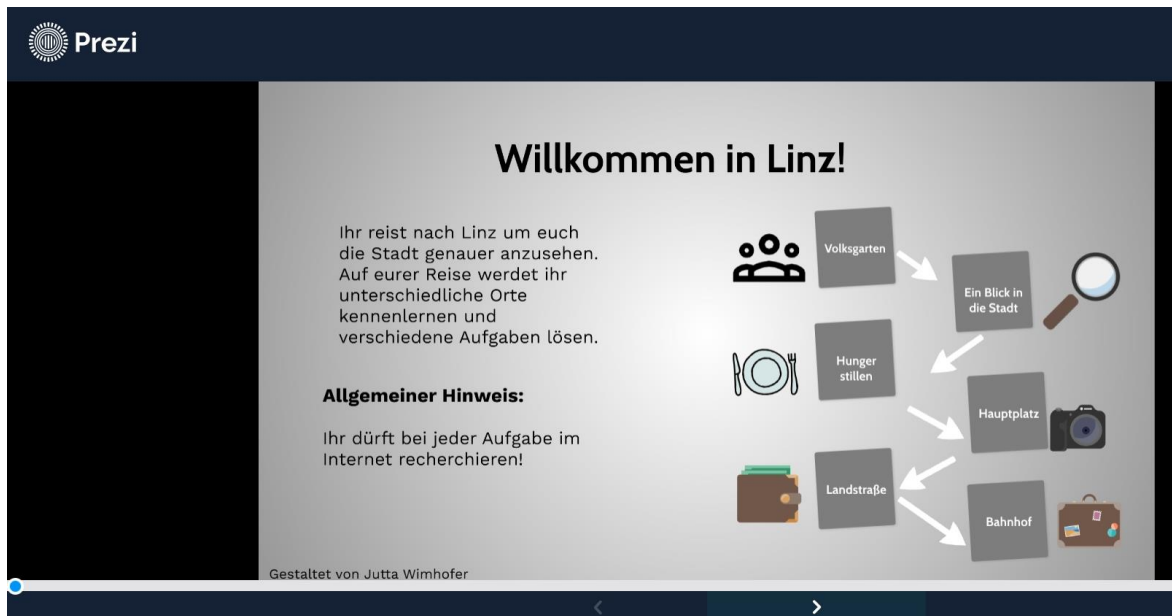 Prezi
Willkommen in Linz!
Ihr reist nach Linz um euch
die Stadt genauer anzusehen.
Auf eurer Reise werdet ihr
unterschiedliche Orte
kennenlernen und
verschiedene Aufgaben lösen.
Allgemeiner Hinweis:
Ihr dürft bei jeder Aufgabe im
Internet recherchieren!
Gestaltet von Jutta Wimhofer
Volksgarten
Ein Blick in
die Stadt
Hunger
stillen
Hauptplatz
Landstraße
Bahnhof